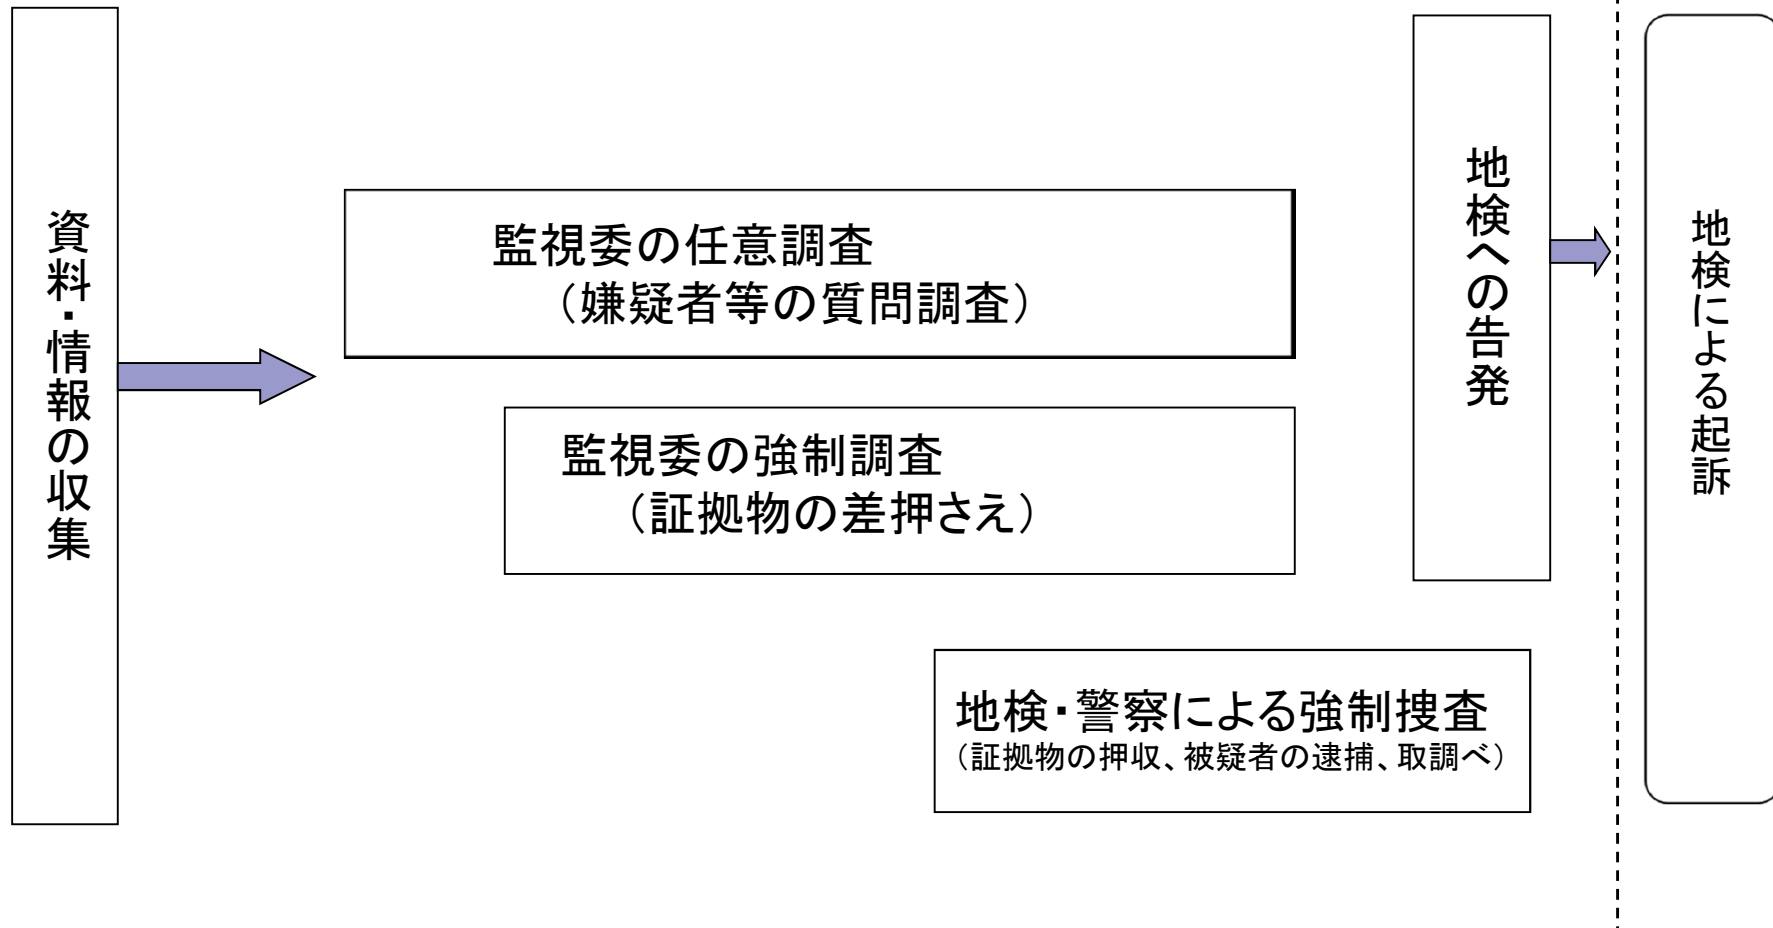 資料・情報の収集
監視委の任意調査
（嫌疑者等の質問調査）
監視委の強制調査
（証拠物の差押さえ）
地検・警察による強制捜査
（証拠物の押収、被疑者の逮捕、取調べ）
地検への告発
地検による起訴